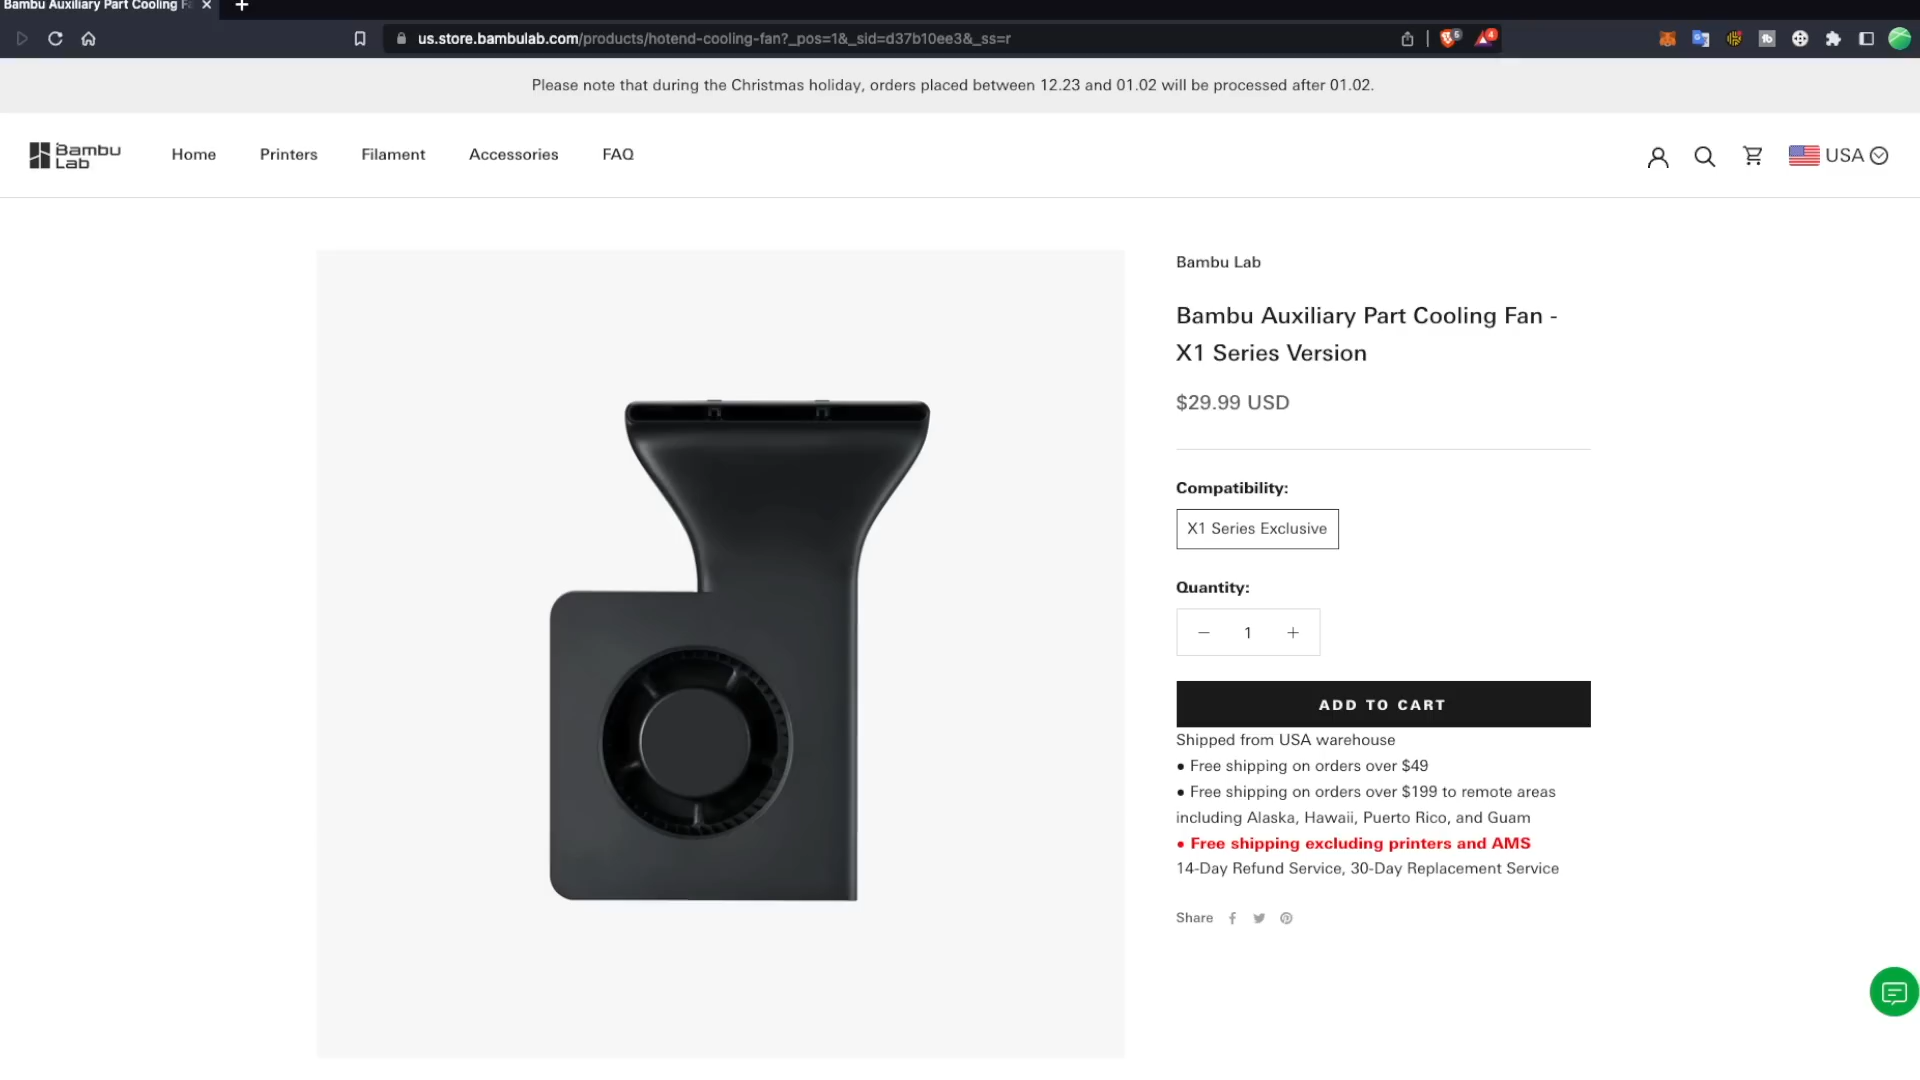 Bambu Auxiliary Part Cooling Fa
us.store.bambulab.com/products/hotend-cooling-fan?_pos=1&_sid=d37b10ee3&_ss=r
5
4
tb
Please note that during the Christmas holiday, orders placed between 12.23 and 01.02 will be processed after 01.02.
Bambu
Lab
Home
Printers
Filament
Accessories
FAQ
USA
Bambu Lab
Bambu Auxiliary Part Cooling Fan -
X1 Series Version
$29.99 USD
Compatibility:
X1 Series Exclusive
Quantity:
− 1 +
ADD TO CART
Shipped from USA warehouse
● Free shipping on orders over $49
● Free shipping on orders over $199 to remote areas
including Alaska, Hawaii, Puerto Rico, and Guam
● Free shipping excluding printers and AMS
14-Day Refund Service, 30-Day Replacement Service
Share